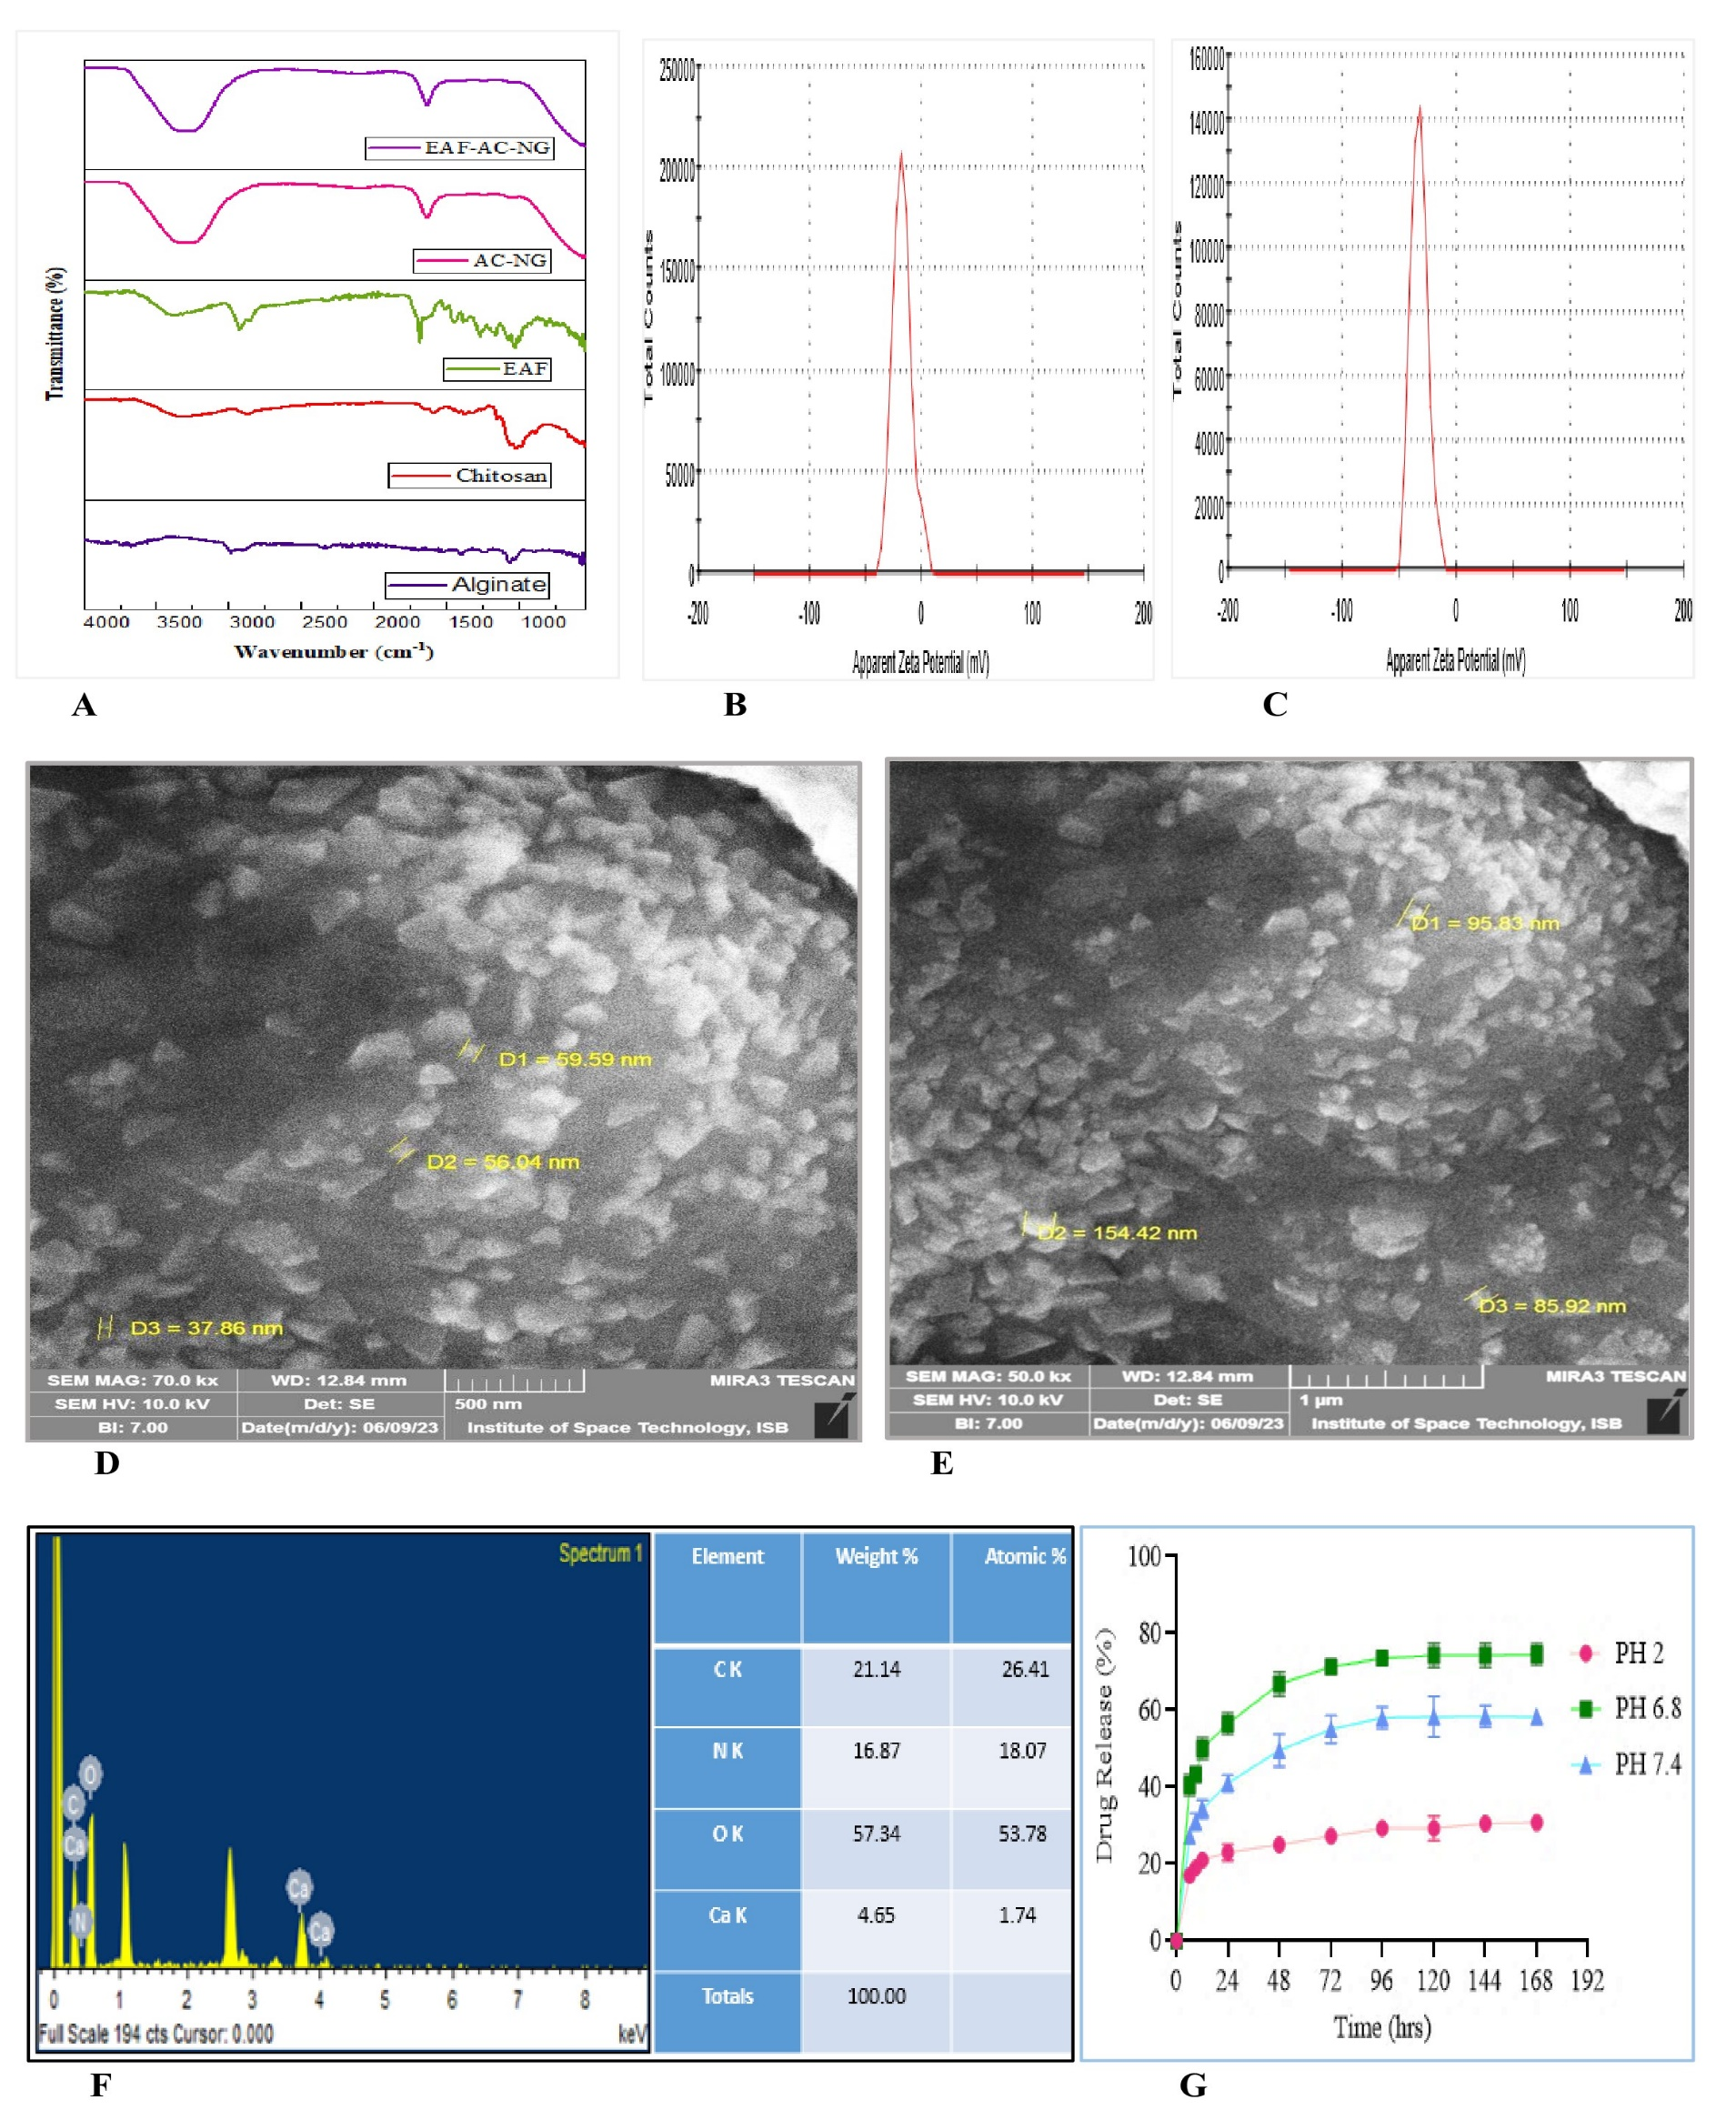 Transmittance (%)
EAF-AC-NG
AC-NG
EAF
Chitosan
Alginate
4000 3500 3000 2500 2000 1500 1000
Wavenumber (cm⁻¹)
A
Total Counts
250000
200000
150000
100000
50000
0
-200 -100 0 100 200
Apparent Zeta Potential (mV)
B
Total Counts
160000
140000
120000
100000
80000
60000
40000
20000
0
-200 -100 0 100 200
Apparent Zeta Potential (mV)
C
D1 = 59.59 nm
D2 = 56.04 nm
D3 = 37.86 nm
SEM MAG: 70.0 kx WD: 12.84 mm MIRA3 TESCAN
SEM HV: 10.0 kV Det: SE 500 nm
BI: 7.00 Date(m/d/y): 06/09/23 Institute of Space Technology, ISB
D
D1 = 95.83 nm
D2 = 154.42 nm
D3 = 85.92 nm
SEM MAG: 50.0 kx WD: 12.84 mm MIRA3 TESCAN
SEM HV: 10.0 kV Det: SE 1 µm
BI: 7.00 Date(m/d/y): 06/09/23 Institute of Space Technology, ISB
E
Spectrum 1
O
C
Ca
N
Ca
Ca
0 1 2 3 4 5 6 7 8
Full Scale 194 cts Cursor: 0.000 keV
Element Weight % Atomic %
C K 21.14 26.41
N K 16.87 18.07
O K 57.34 53.78
Ca K 4.65 1.74
Totals 100.00
F
Drug Release (%)
100
80
60
40
20
0
0 24 48 72 96 120 144 168 192
Time (hrs)
PH 2
PH 6.8
PH 7.4
G